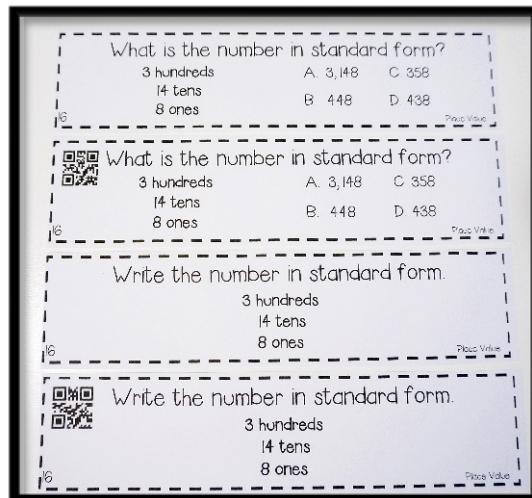 What is the number in standard form?
3 hundreds A. 3,148 C. 358
14 tens
8 ones B. 448 D. 438
16 Place Value
What is the number in standard form?
3 hundreds A. 3,148 C. 358
14 tens
8 ones B. 448 D. 438
16 Place Value
Write the number in standard form.
3 hundreds
14 tens
8 ones
16 Place Value
Write the number in standard form.
3 hundreds
14 tens
8 ones
16 Place Value